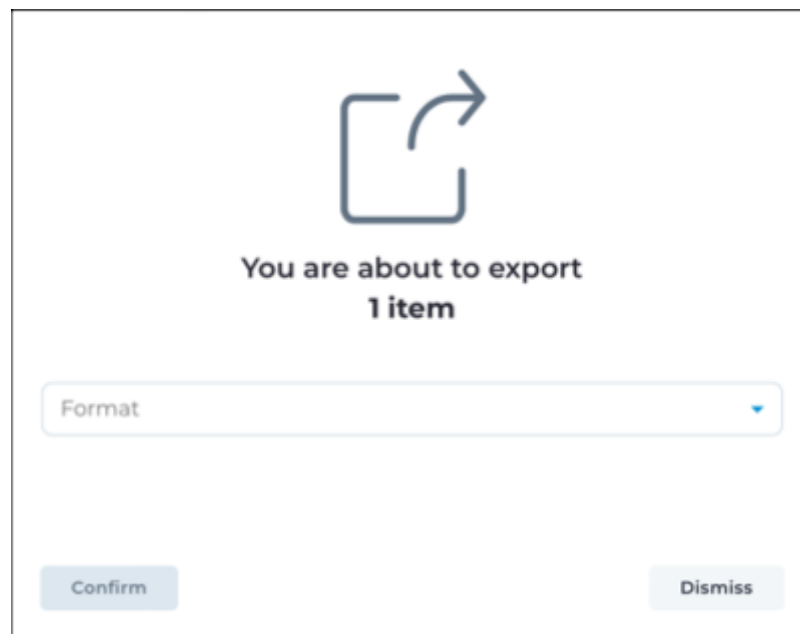 You are about to export
1 item
Format
Confirm
Dismiss